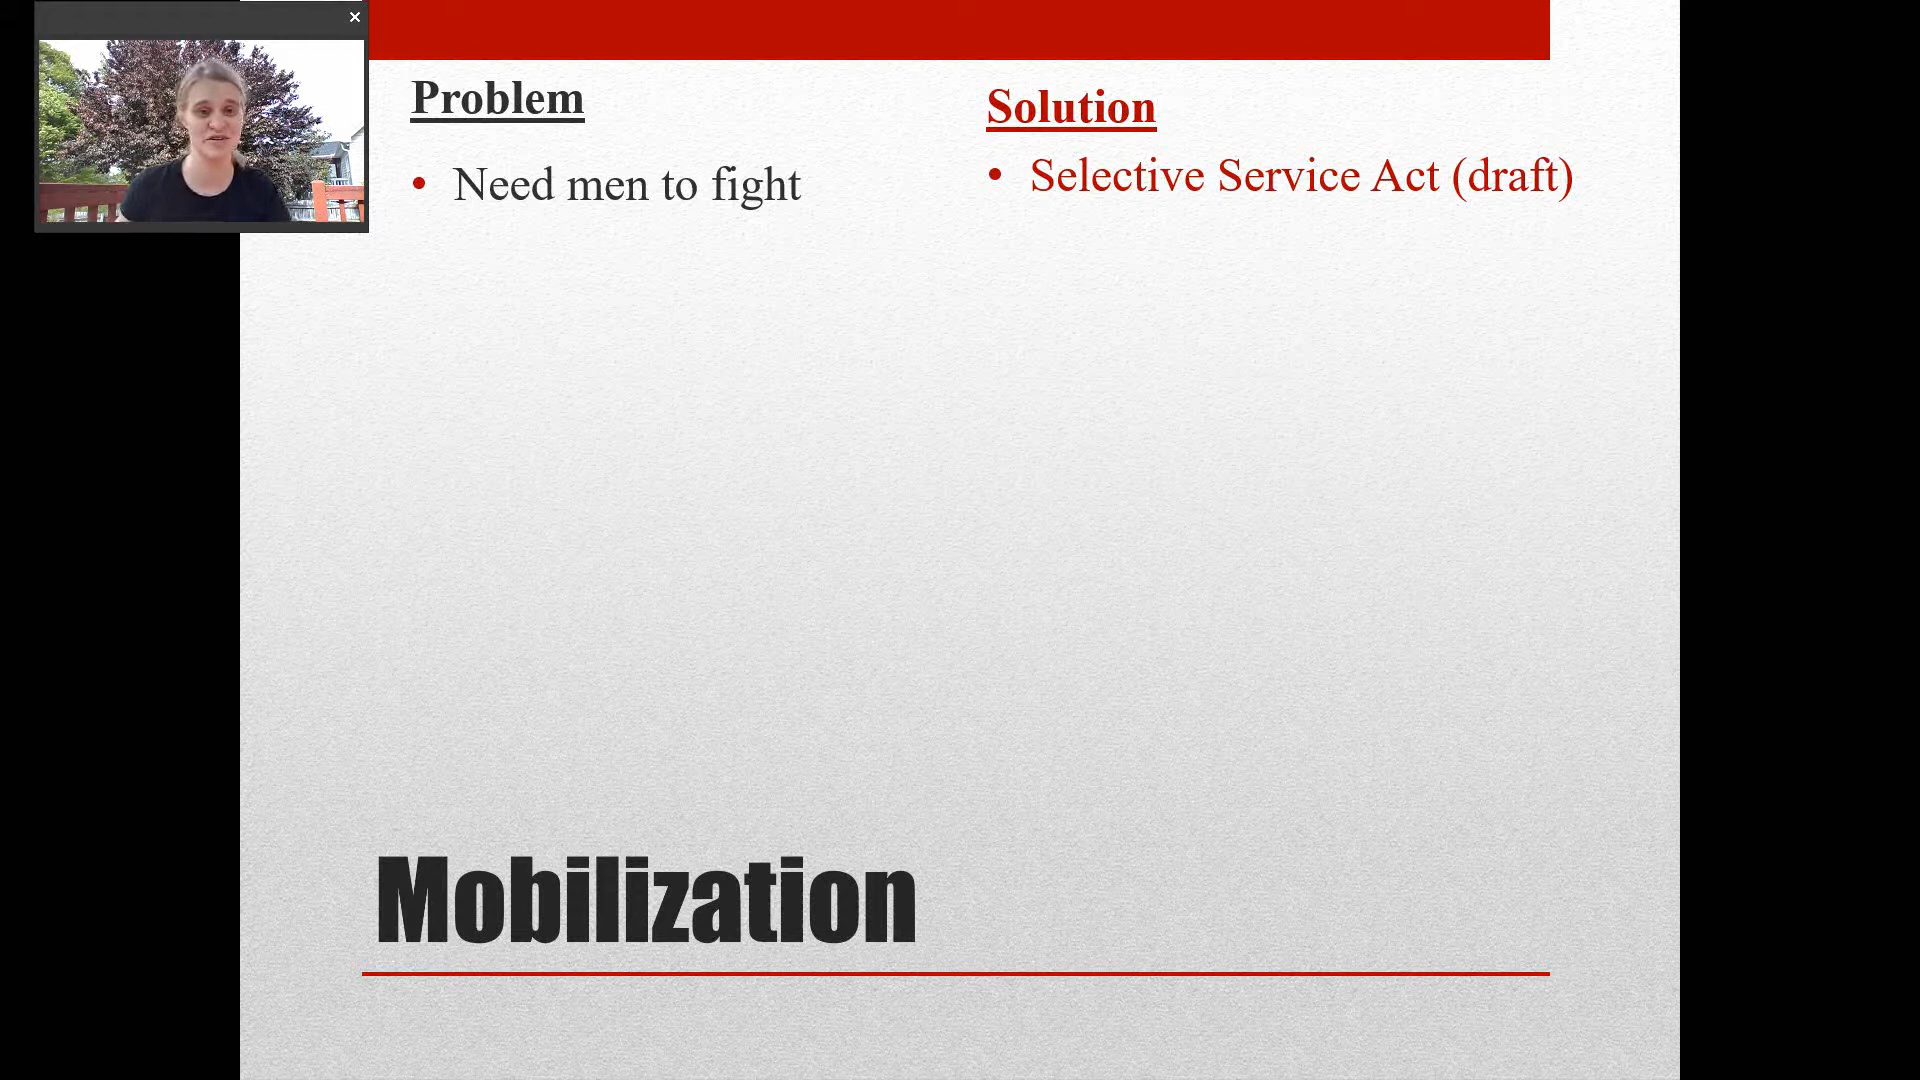 Problem
• Need men to fight
Solution
• Selective Service Act (draft)
Mobilization